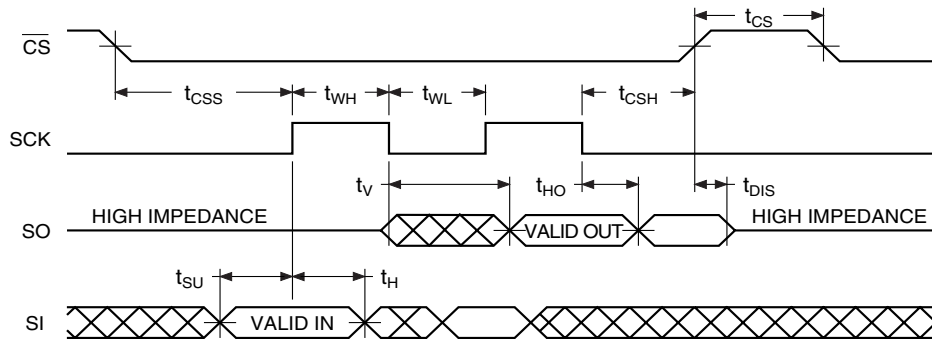 t_CS
C̅S̅
t_CSS t_WH t_WL t_CSH
SCK
t_V t_HO t_DIS
HIGH IMPEDANCE HIGH IMPEDANCE
SO VALID OUT
t_SU t_H
SI VALID IN